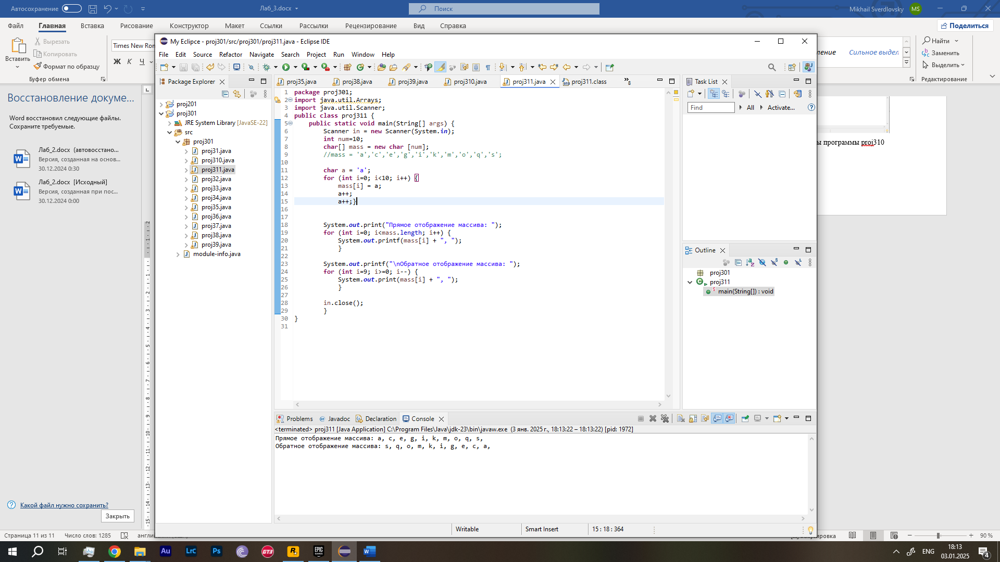 Автосохранение
Лаб_3.docx
Поиск
Mikhail Sverdlovsky
MS
Файл Главная Вставка Рисование Конструктор Макет Ссылки Рассылки Рецензирование Вид Справка
Поделиться
Вставить
Вырезать
Копировать
Формат по образцу
Буфер обмена
Times New Ron
Ж К Ч
Сильное выдел
Найти
Заменить
Выделить
Редактирование
Восстановление докуме...
Word восстановил следующие файлы.
Сохраните требуемые.
Лаб_2.docx (автовосстано...
Версия, созданная на основ...
30.12.2024 0:30
Лаб_2.docx [Исходный]
Версия, созданная при пос...
30.12.2024 0:00
Какой файл нужно сохранить?
Закрыть
ы программы proj310
My Eclipce - proj301/src/proj301/proj311.java - Eclipse IDE
File Edit Source Refactor Navigate Search Project Run Window Help
Package Explorer
proj201
proj301
JRE System Library [JavaSE-22]
src
proj301
proj31.java
proj310.java
proj311.java
proj32.java
proj33.java
proj34.java
proj35.java
proj36.java
proj37.java
proj38.java
proj39.java
module-info.java
proj35.java proj38.java proj39.java proj310.java proj311.java proj311.class
8
1 package proj301;
2 import java.util.Arrays;
3 import java.util.Scanner;
4 public class proj311 {
5 public static void main(String[] args) {
6 Scanner in = new Scanner(System.in);
7 int num=10;
8 char[] mass = new char [num];
9 //mass = 'a','c','e','g','i','k','m','o','q','s';
10
11 char a = 'a';
12 for (int i=0; i<10; i++) {
13 mass[i] = a;
14 a++;
15 a++;}
16
17
18 System.out.print("Прямое отображение массива: ");
19 for (int i=0; i<mass.length; i++) {
20 System.out.printf(mass[i] + ", ");
21 }
22
23 System.out.printf("\nОбратное отображение массива: ");
24 for (int i=9; i>=0; i--) {
25 System.out.print(mass[i] + ", ");
26 }
27
28 in.close();
29 }
30 }
31
Task List
Find
All
Activate...
Outline
proj301
proj311
main(String[]) : void
Problems Javadoc Declaration Console
<terminated> proj311 [Java Application] C:\Program Files\Java\jdk-23\bin\javaw.exe (3 янв. 2025 г., 18:13:22 – 18:13:22) [pid: 1972]
Прямое отображение массива: a, c, e, g, i, k, m, o, q, s,
Обратное отображение массива: s, q, o, m, k, i, g, e, c, a,
Writable
Smart Insert
15 : 18 : 364
Страница 11 из 11
Число слов: 1285
90 %
Au Lrc Ps GT3 R EPIC GAMES W
ENG
18:13
03.01.2025
4